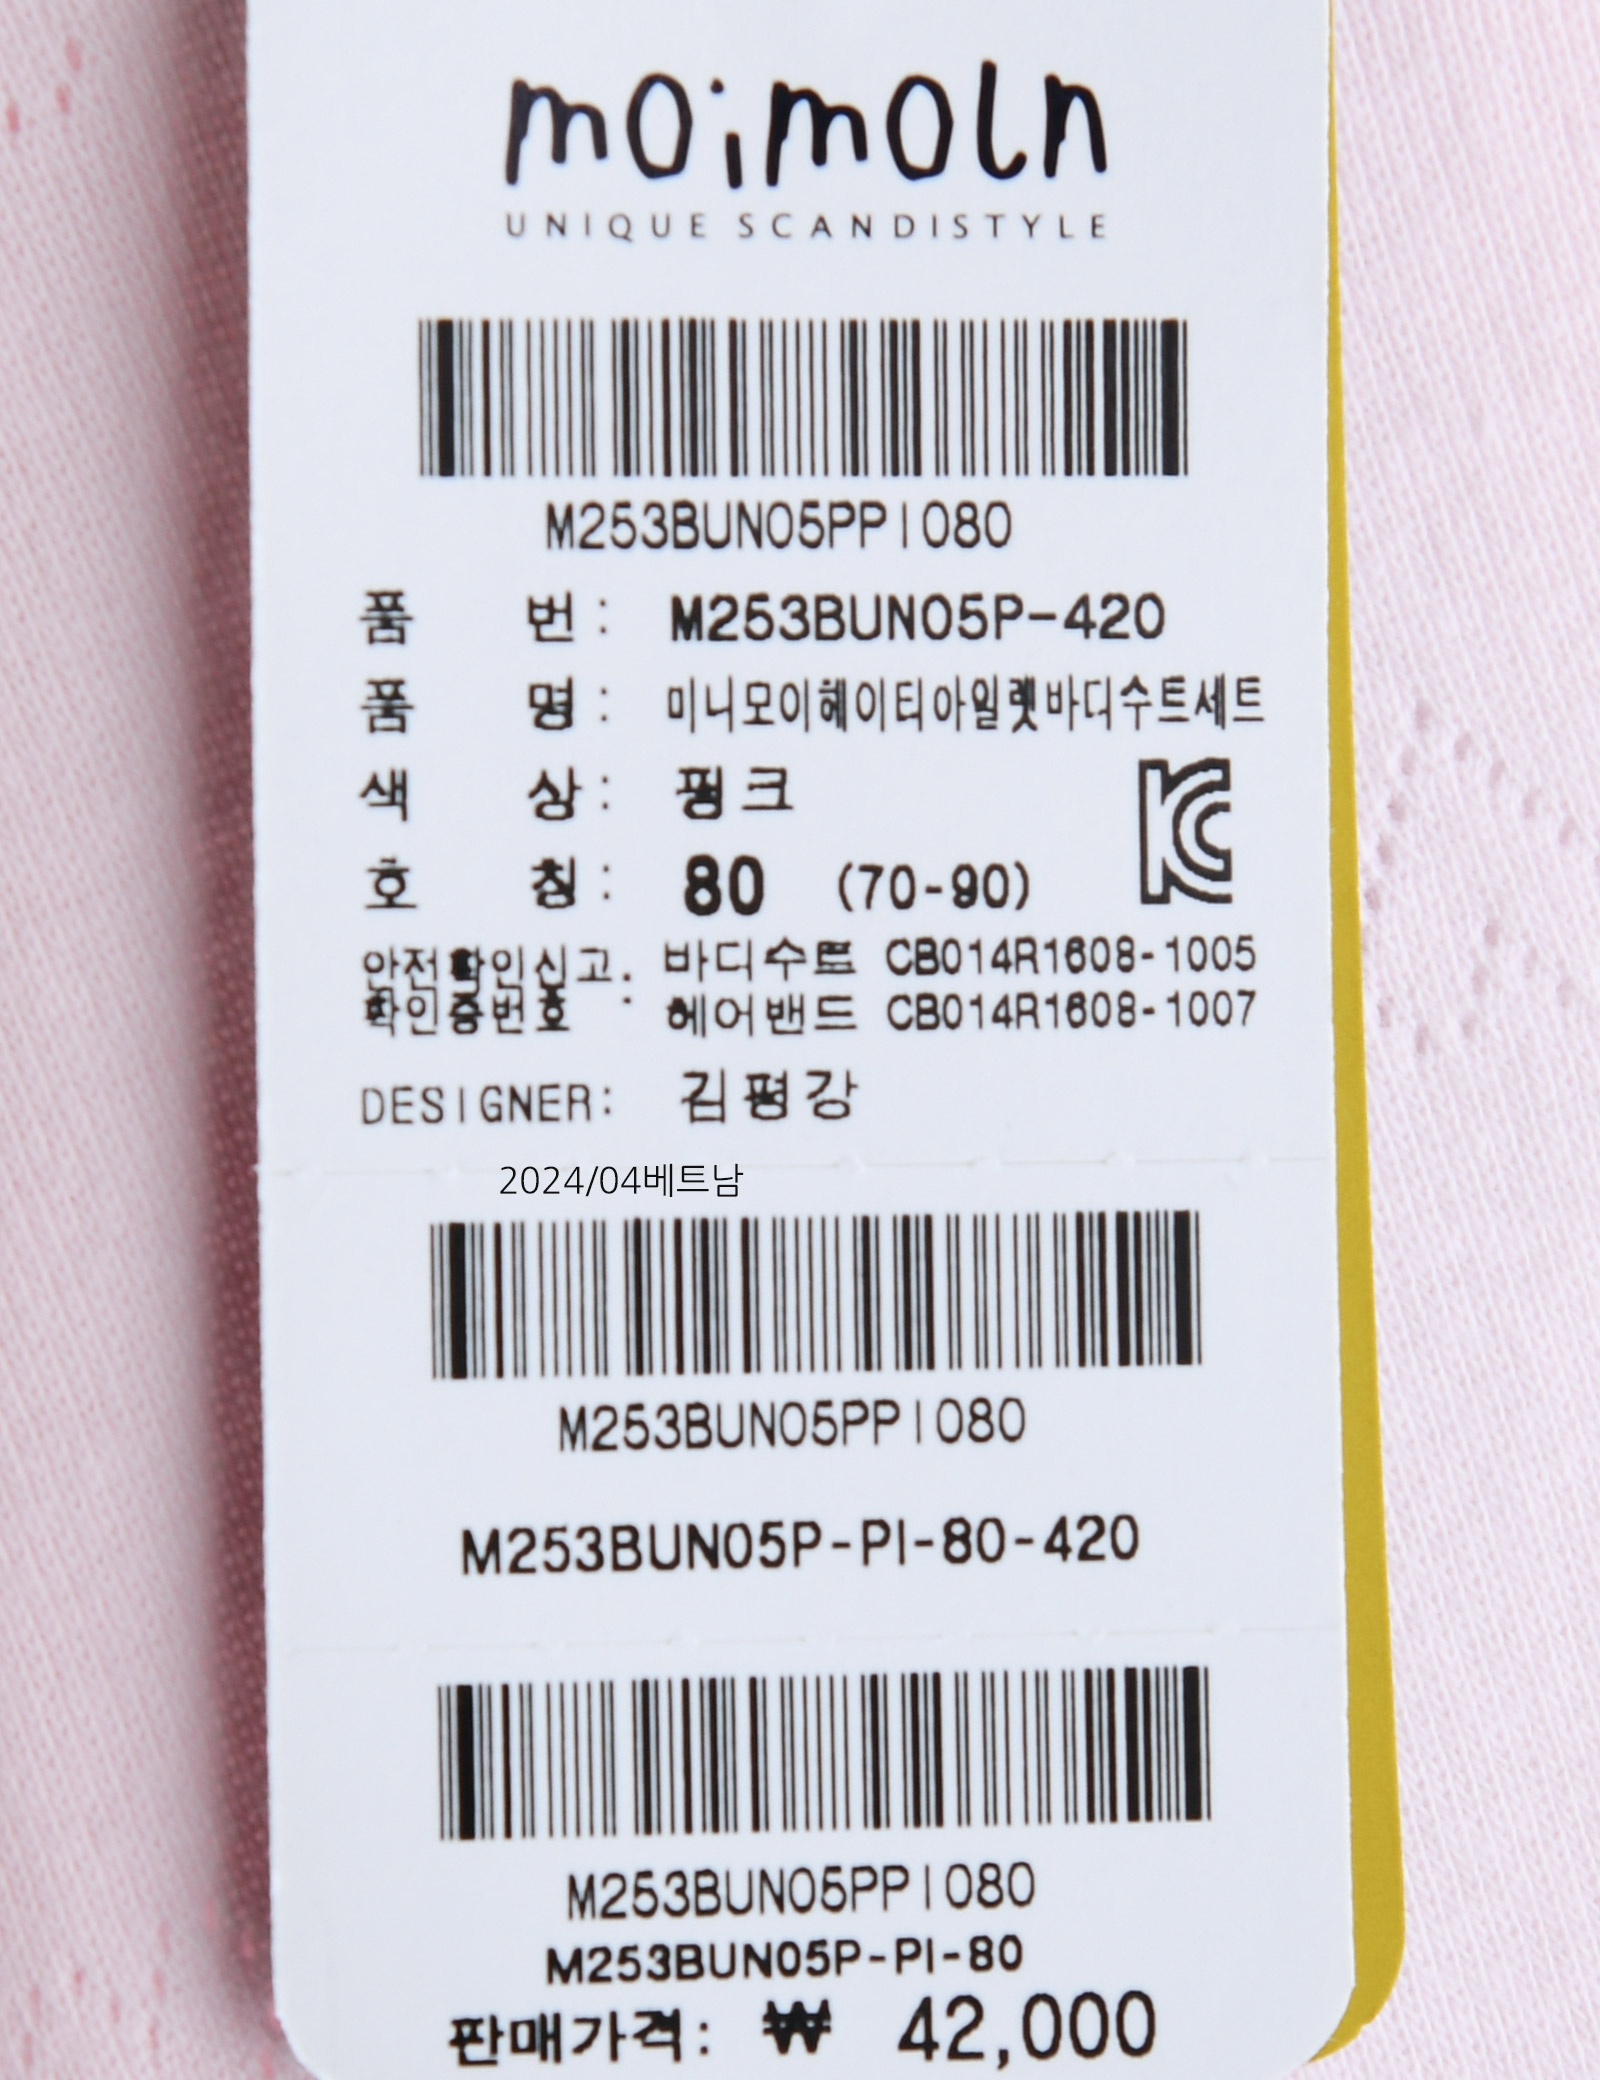 moimoln
UNIQUE SCANDISTYLE
M253BUN05PPI080
품 번 : M253BUN05P-420
품 명 : 미니모이헤이티아일렛바디수트세트
색 상 : 핑크
호 칭 : 80 (70-90)
안전확인신고 바디수트 CB014R1608-1005
확인증번호 : 헤어밴드 CB014R1608-1007
DESIGNER: 김평강
2024/04베트남
M253BUN05PPI080
M253BUN05P-PI-80-420
M253BUN05PPI080
M253BUN05P-PI-80
판매가격: ₩ 42,000